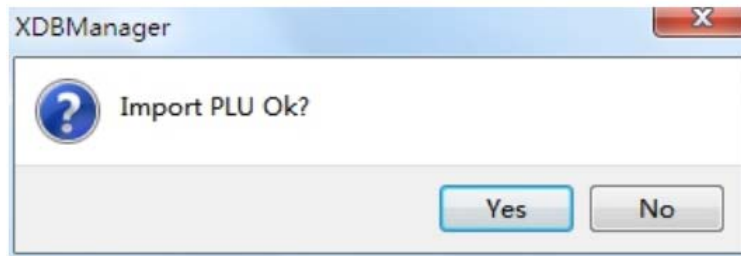 XDBManager
Import PLU Ok?
Yes
No